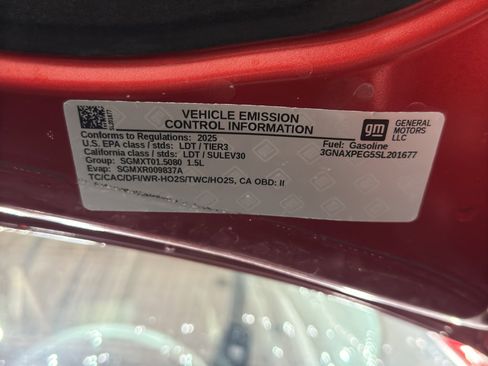 VEHICLE EMISSION
CONTROL INFORMATION
Conforms to Regulations: 2025
U.S. EPA class / stnds: LDT / TIER3
California class / stds: LDT / SULEV30
Group: SGMXT01.5080 1.5L
Evap: SGMXR009837A
TC/CAC/DFI/WR-HO2S/TWC/HO2S, CA OBD: II
Fuel: Gasoline
3GNAXPEG5SL201677
gm
GENERAL
MOTORS
LLC